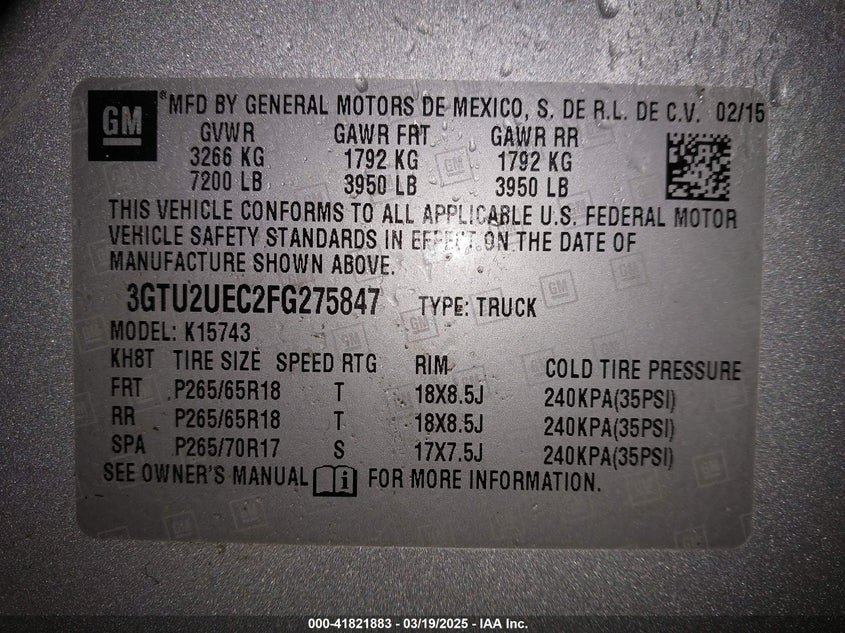 GM ® MFD BY GENERAL MOTORS DE MEXICO, S. DE R.L. DE C.V. 02/15
GVWR GAWR FRT GAWR RR
3266 KG 1792 KG 1792 KG
7200 LB 3950 LB 3950 LB
THIS VEHICLE CONFORMS TO ALL APPLICABLE U.S. FEDERAL MOTOR
VEHICLE SAFETY STANDARDS IN EFFECT ON THE DATE OF
MANUFACTURE SHOWN ABOVE.
3GTU2UEC2FG275847 TYPE: TRUCK
MODEL: K15743
KH8T TIRE SIZE SPEED RTG RIM COLD TIRE PRESSURE
FRT P265/65R18 T 18X8.5J 240KPA(35PSI)
RR P265/65R18 T 18X8.5J 240KPA(35PSI)
SPA P265/70R17 S 17X7.5J 240KPA(35PSI)
SEE OWNER'S MANUAL i FOR MORE INFORMATION.
000-41821883 - 03/19/2025 - IAA Inc.